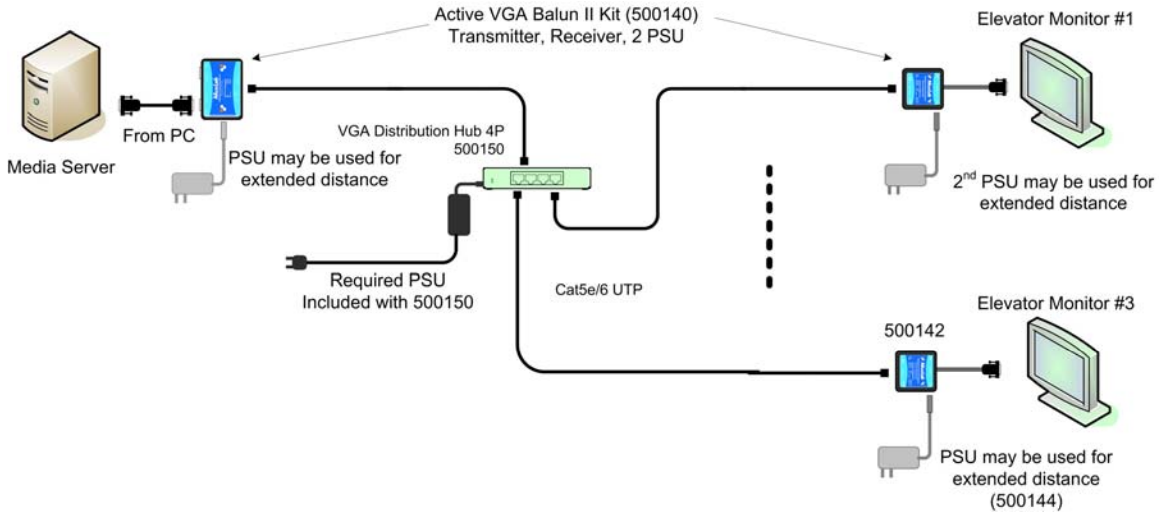 Active VGA Balun II Kit (500140)
Transmitter, Receiver, 2 PSU
Elevator Monitor #1
From PC
Media Server
PSU may be used for
extended distance
VGA Distribution Hub 4P
500150
2nd PSU may be used for
extended distance
Required PSU
Included with 500150
Cat5e/6 UTP
Elevator Monitor #3
500142
PSU may be used for
extended distance
(500144)